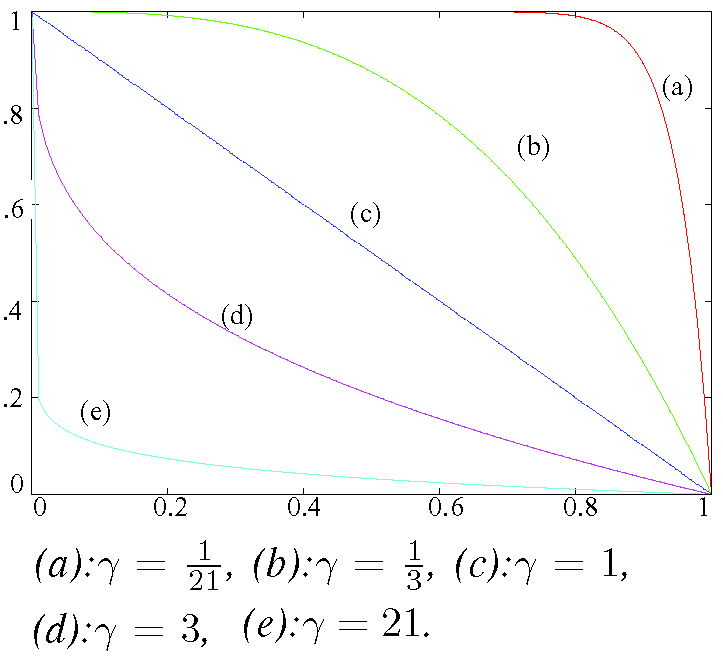 1
(a)
.8
(b)
.6
(c)
.4
(d)
.2
(e)
0
0 0.2 0.4 0.6 0.8 1
(a):γ = 1/21, (b):γ = 1/3, (c):γ = 1,
(d):γ = 3, (e):γ = 21.